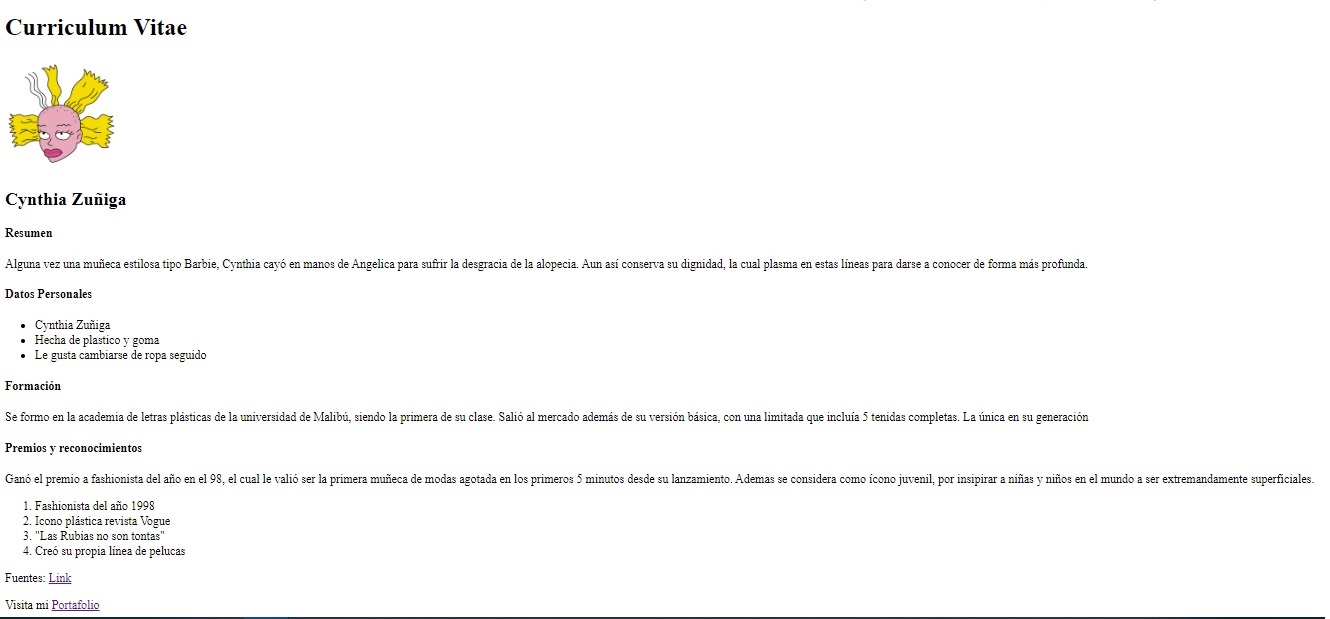 Curriculum Vitae
Cynthia Zuñiga
Resumen
Alguna vez una muñeca estilosa tipo Barbie, Cynthia cayó en manos de Angelica para sufrir la desgracia de la alopecia. Aun así conserva su dignidad, la cual plasma en estas líneas para darse a conocer de forma más profunda.
Datos Personales
• Cynthia Zuñiga
• Hecha de plastico y goma
• Le gusta cambiarse de ropa seguido
Formación
Se formo en la academia de letras plásticas de la universidad de Malibú, siendo la primera de su clase. Salió al mercado además de su versión básica, con una limitada que incluía 5 tenidas completas. La única en su generación
Premios y reconocimientos
Ganó el premio a fashionista del año en el 98, el cual le valió ser la primera muñeca de modas agotada en los primeros 5 minutos desde su lanzamiento. Ademas se considera como ícono juvenil, por insipirar a niñas y niños en el mundo a ser extremandamente superficiales.
1. Fashionista del año 1998
2. Icono plástica revista Vogue
3. "Las Rubias no son tontas"
4. Creó su propia línea de pelucas
Fuentes: Link
Visita mi Portafolio